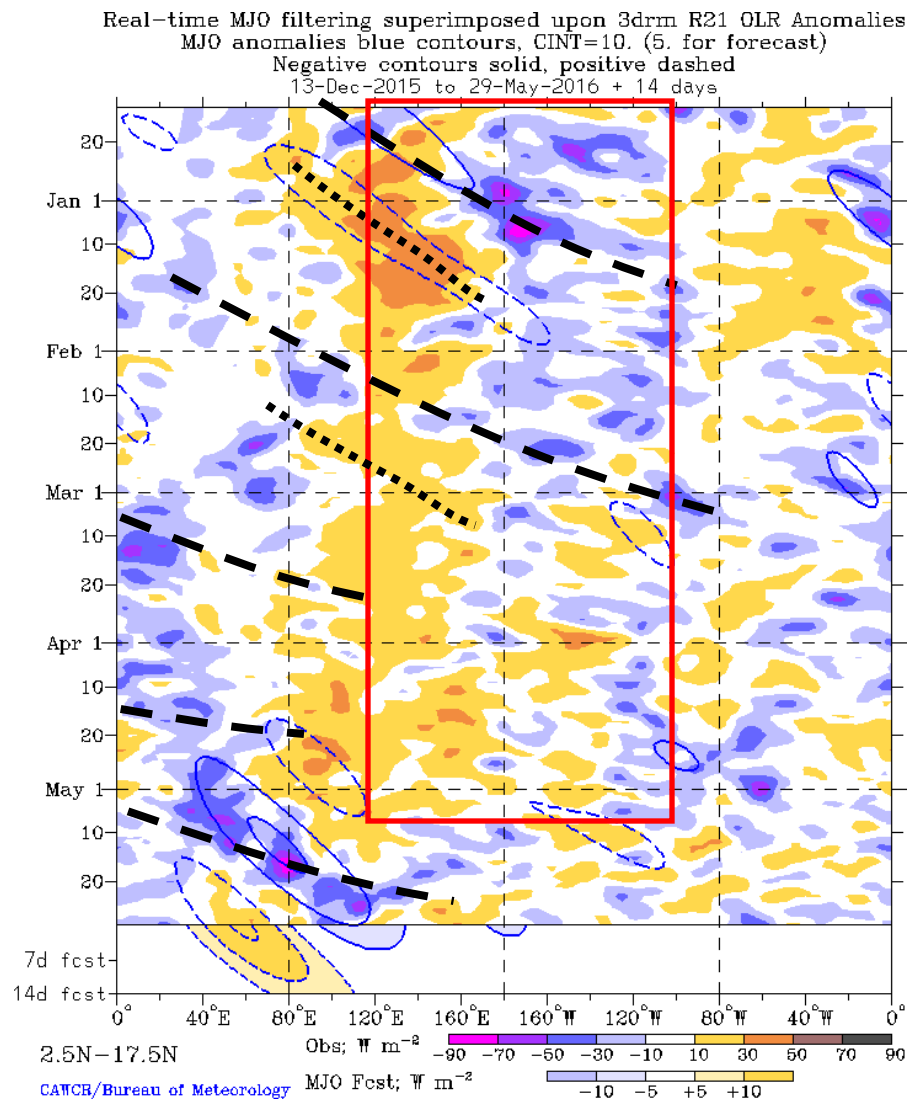 Real-time MJO filtering superimposed upon 3drm R21 OLR Anomalies
MJO anomalies blue contours, CINT=10. (5. for forecast)
Negative contours solid, positive dashed
13-Dec-2015 to 29-May-2016 + 14 days
20
Jan 1
10
20
Feb 1
10
20
Mar 1
10
20
Apr 1
10
20
May 1
10
20
7d fcst
14d fcst
0° 40°E 80°E 120°E 160°E 160°W 120°W 80°W 40°W 0°
2.5N-17.5N
Obs; W m-2
-90 -70 -50 -30 -10 10 30 50 70 90
CAWCR/Bureau of Meteorology
MJO Fcst; W m-2
-10 -5 +5 +10